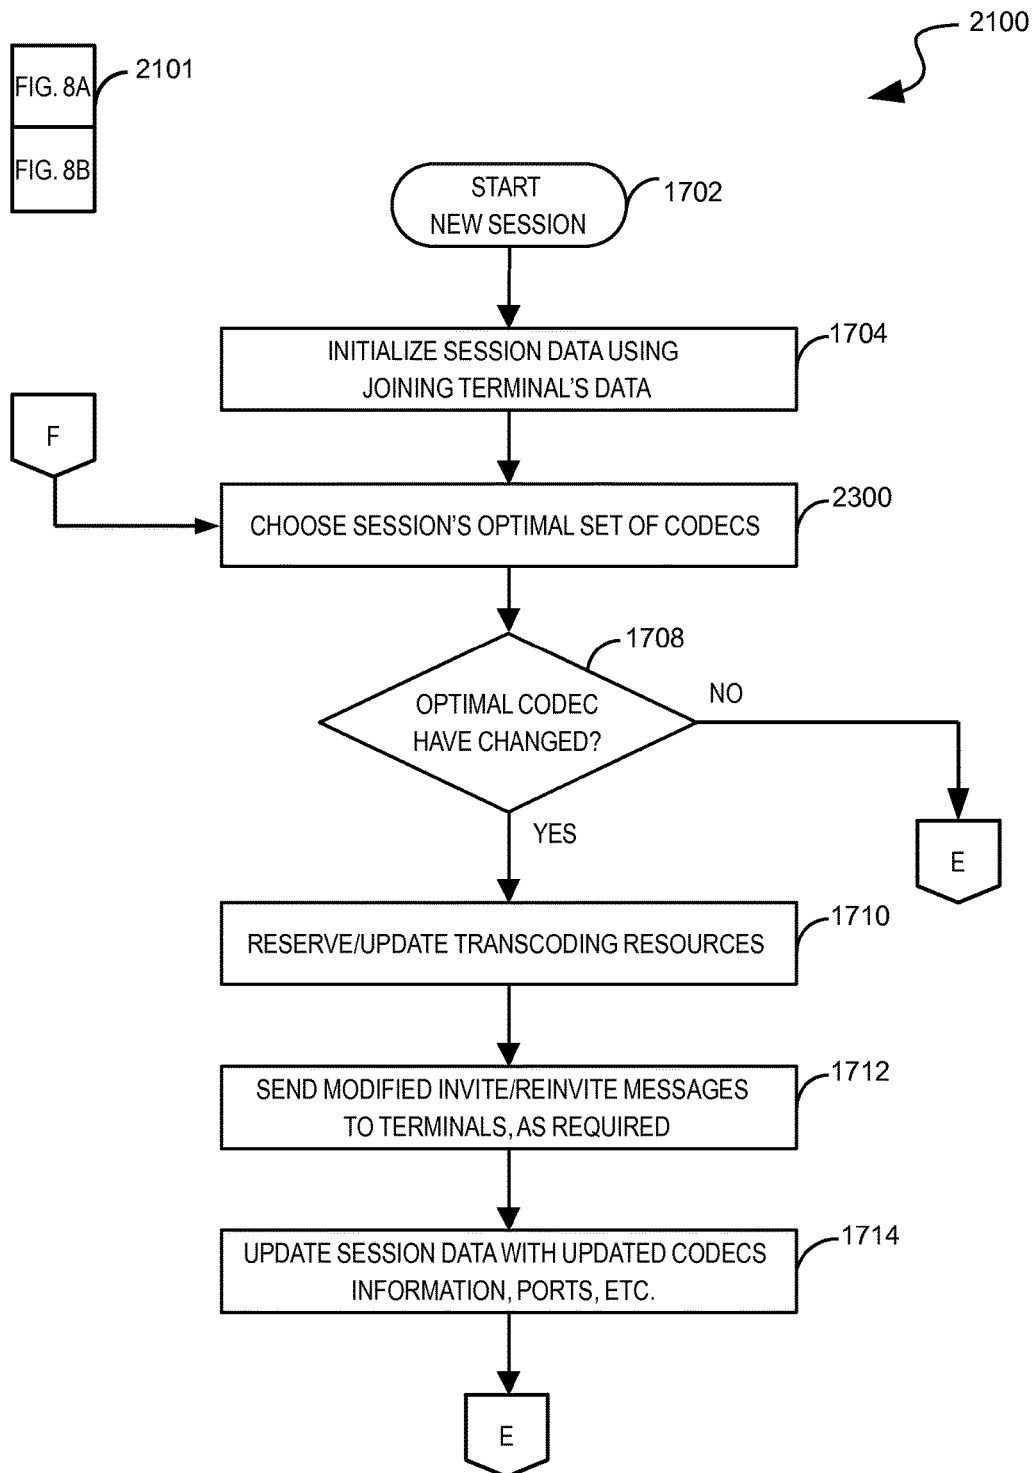 2100
FIG. 8A
2101
FIG. 8B
START
NEW SESSION
1702
INITIALIZE SESSION DATA USING
JOINING TERMINAL'S DATA
1704
F
CHOOSE SESSION'S OPTIMAL SET OF CODECS
2300
1708
OPTIMAL CODEC
HAVE CHANGED?
NO
YES
E
RESERVE/UPDATE TRANSCODING RESOURCES
1710
SEND MODIFIED INVITE/REINVITE MESSAGES
TO TERMINALS, AS REQUIRED
1712
UPDATE SESSION DATA WITH UPDATED CODECS
INFORMATION, PORTS, ETC.
1714
E